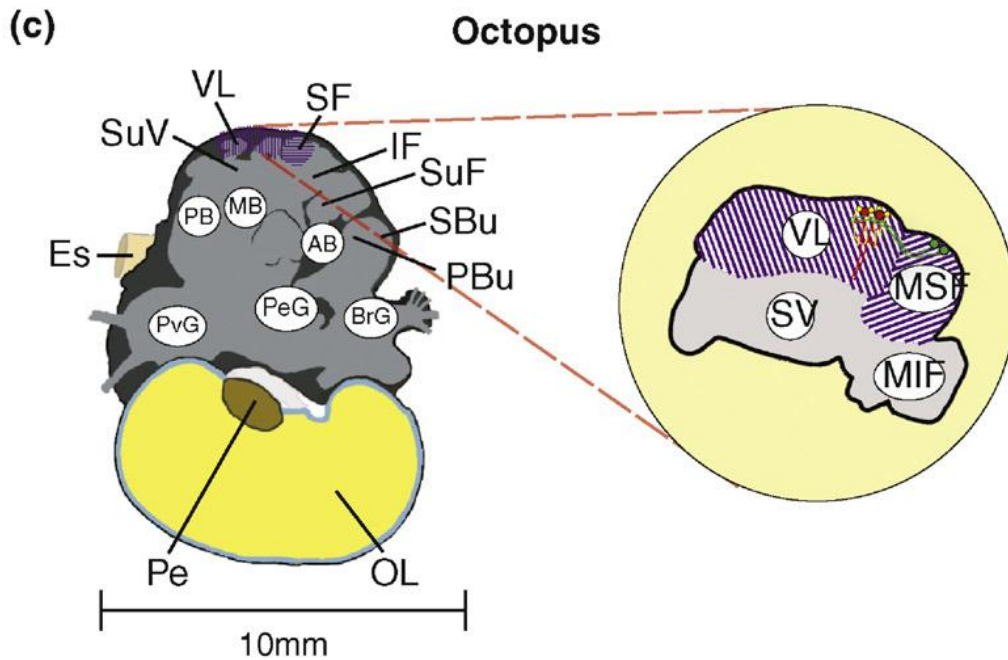 (c)
Octopus
VL
SF
SuV
IF
SuF
SBu
PBu
PB
MB
AB
Es
PvG
PeG
BrG
Pe
OL
10mm
VL
MSF
SV
MIF